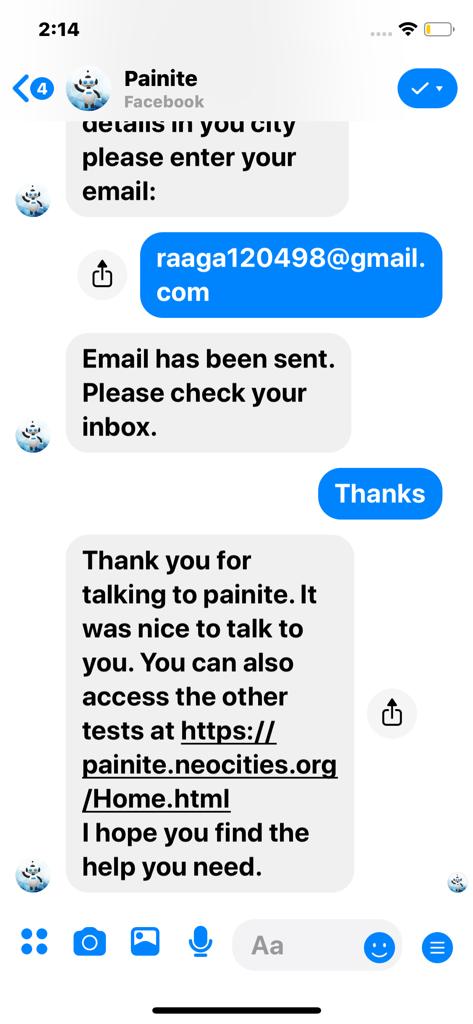 2:14
4
Painite
Facebook
details in you city
please enter your
email:
raaga120498@gmail.
com
Email has been sent.
Please check your
inbox.
Thanks
Thank you for
talking to painite. It
was nice to talk to
you. You can also
access the other
tests at https://
painite.neocities.org
/Home.html
I hope you find the
help you need.
Aa